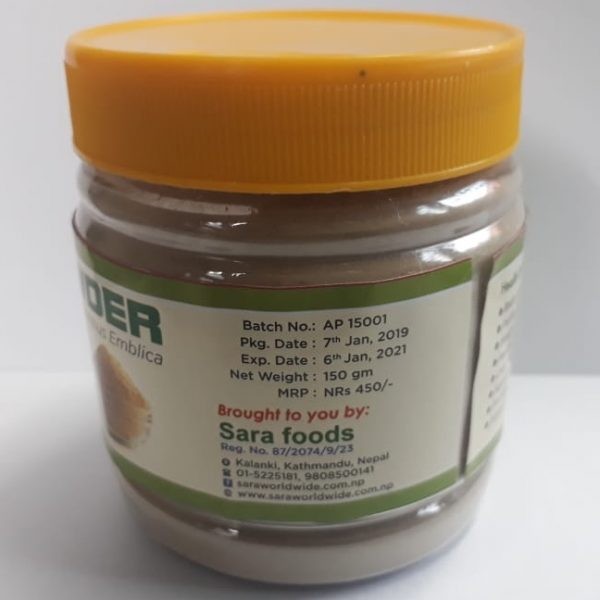 DER
us Emblica
Batch No.: AP 15001
Pkg. Date : 7th Jan, 2019
Exp. Date : 6th Jan, 2021
Net Weight : 150 gm
MRP : NRs 450/-
Brought to you by:
Sara foods
Reg. No. 87/2074/9/23
Kalanki, Kathmandu, Nepal
01-5225181, 9808500141
saraworldwide.com.np
www.saraworldwide.com.np